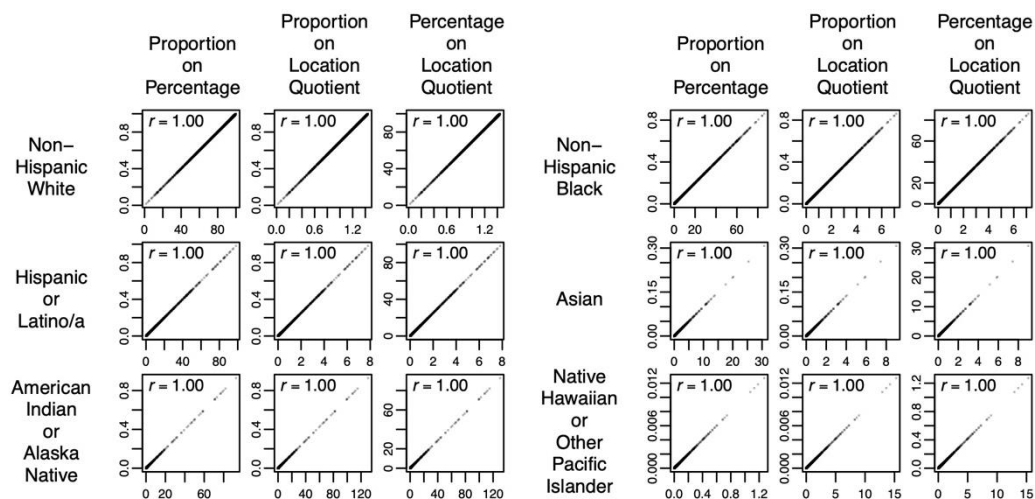 Proportion on Percentage
Proportion on Location Quotient
Percentage on Location Quotient
Proportion on Percentage
Proportion on Location Quotient
Percentage on Location Quotient
Non–Hispanic White
r = 1.00
0.0 0.4 0.8
0 40 80
r = 1.00
0.0 0.4 0.8
0.0 0.6 1.2
r = 1.00
0 40 80
0.0 0.6 1.2
Non–Hispanic Black
r = 1.00
0.0 0.4 0.8
0 20 60
r = 1.00
0.0 0.4 0.8
0 2 4 6
r = 1.00
0 20 60
0 2 4 6
Hispanic or Latino/a
r = 1.00
0.0 0.4 0.8
0 40 80
r = 1.00
0.0 0.4 0.8
0 2 4 6 8
r = 1.00
0 40 80
0 2 4 6 8
Asian
r = 1.00
0.00 0.15 0.30
0 5 10 20 30
r = 1.00
0.00 0.15 0.30
0 2 4 6 8
r = 1.00
0 10 20 30
0 2 4 6 8
American Indian or Alaska Native
r = 1.00
0.0 0.4 0.8
0 20 60
r = 1.00
0.0 0.4 0.8
0 40 80 120
r = 1.00
0 20 60
0 40 80 120
Native Hawaiian or Other Pacific Islander
r = 1.00
0.000 0.006 0.012
0.0 0.4 0.8 1.2
r = 1.00
0.000 0.006 0.012
0 5 10 15
r = 1.00
0.0 0.4 0.8 1.2
0 5 10 15